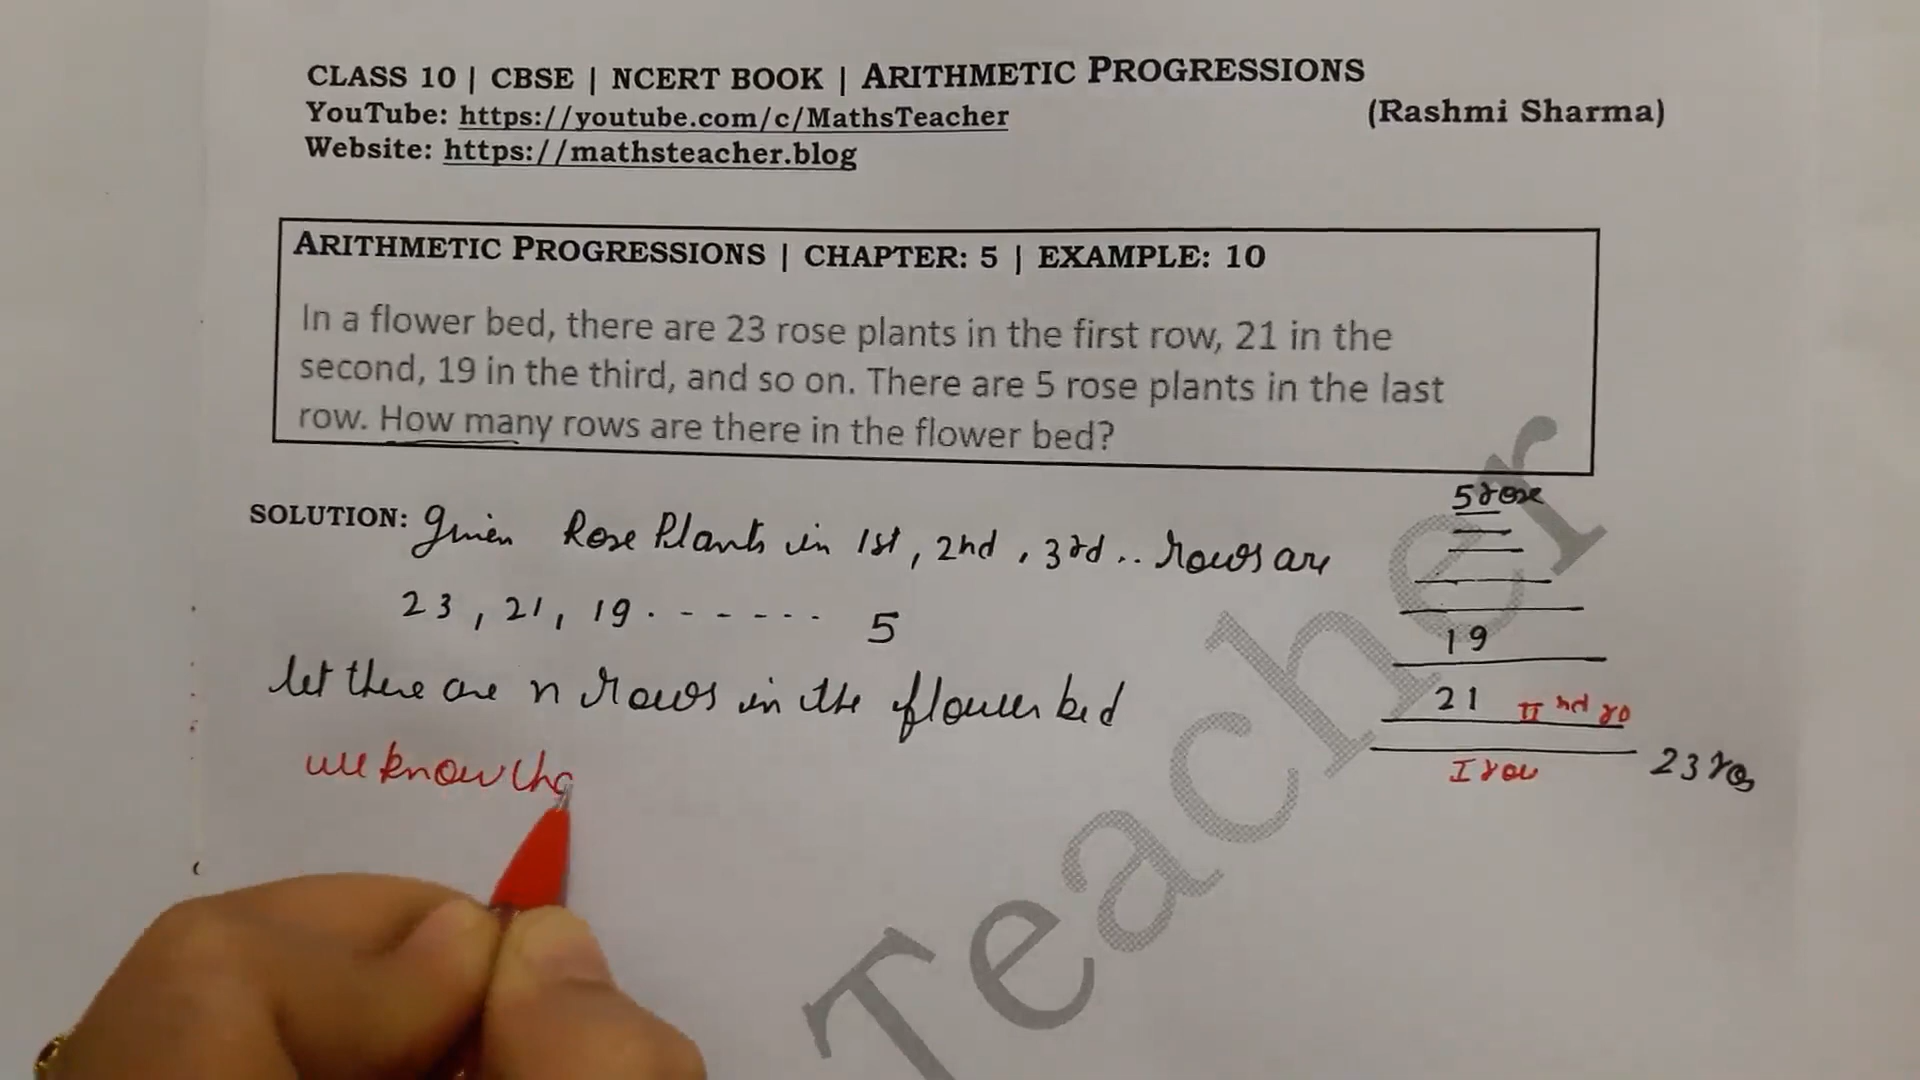 CLASS 10 | CBSE | NCERT BOOK | ARITHMETIC PROGRESSIONS
YouTube: https://youtube.com/c/MathsTeacher (Rashmi Sharma)
Website: https://mathsteacher.blog
ARITHMETIC PROGRESSIONS | CHAPTER: 5 | EXAMPLE: 10
In a flower bed, there are 23 rose plants in the first row, 21 in the
second, 19 in the third, and so on. There are 5 rose plants in the last
row. How many rows are there in the flower bed?
SOLUTION: Given Rose Plants in 1st, 2nd, 3rd .. rows are
23, 21, 19 . - - - - - - 5
let there are n rows in the flower bed
we know tha
5 rose
19
21 II nd ro
I row 23 ros
Teacher